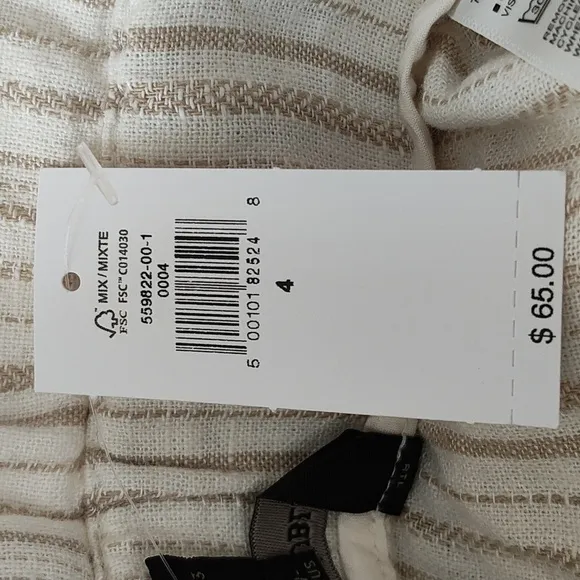 MIX/MIXTE
FSC™ C014030
FSC
559822-00-1
0004
5 00101 82524 8
4
$ 65.00